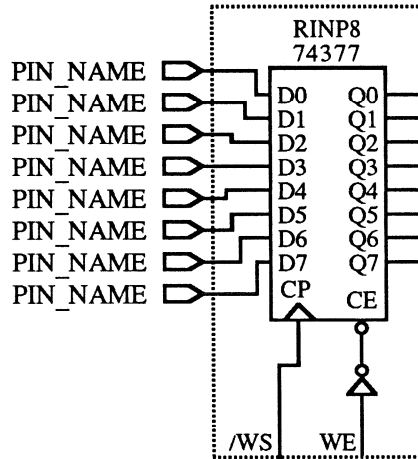 RINP8
74377
PIN_NAME
PIN_NAME D0 Q0
PIN_NAME D1 Q1
PIN_NAME D2 Q2
PIN_NAME D3 Q3
PIN_NAME D4 Q4
PIN_NAME D5 Q5
PIN_NAME D6 Q6
D7 Q7
CP CE
/WS WE